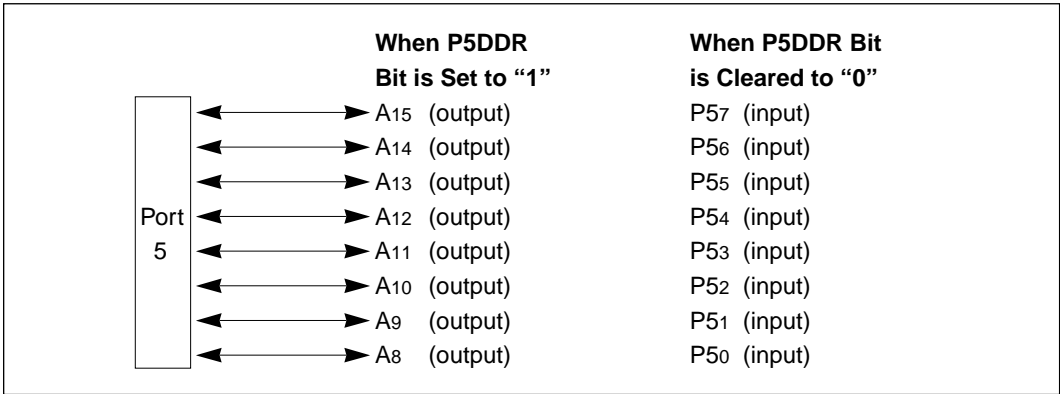 When P5DDR When P5DDR Bit
Bit is Set to “1” is Cleared to “0”
A15 (output) P57 (input)
A14 (output) P56 (input)
A13 (output) P55 (input)
Port A12 (output) P54 (input)
5 A11 (output) P53 (input)
A10 (output) P52 (input)
A9 (output) P51 (input)
A8 (output) P50 (input)